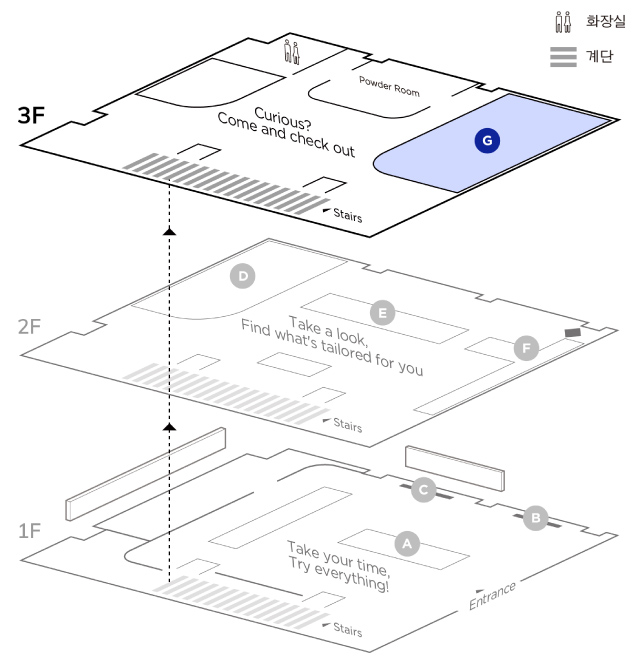 화장실
계단
3F
Powder Room
Curious?
Come and check out
G
Stairs
2F
D
E
Take a look,
Find what's tailored for you
F
Stairs
1F
C
B
A
Take your time,
Try everything!
Entrance
Stairs